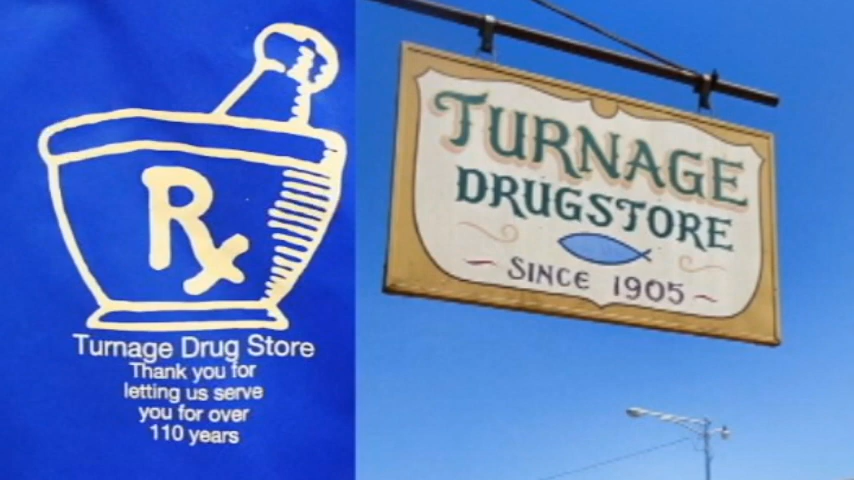 Rx
Turnage Drug Store
Thank you for
letting us serve
you for over
110 years
TURNAGE
DRUGSTORE
SINCE 1905